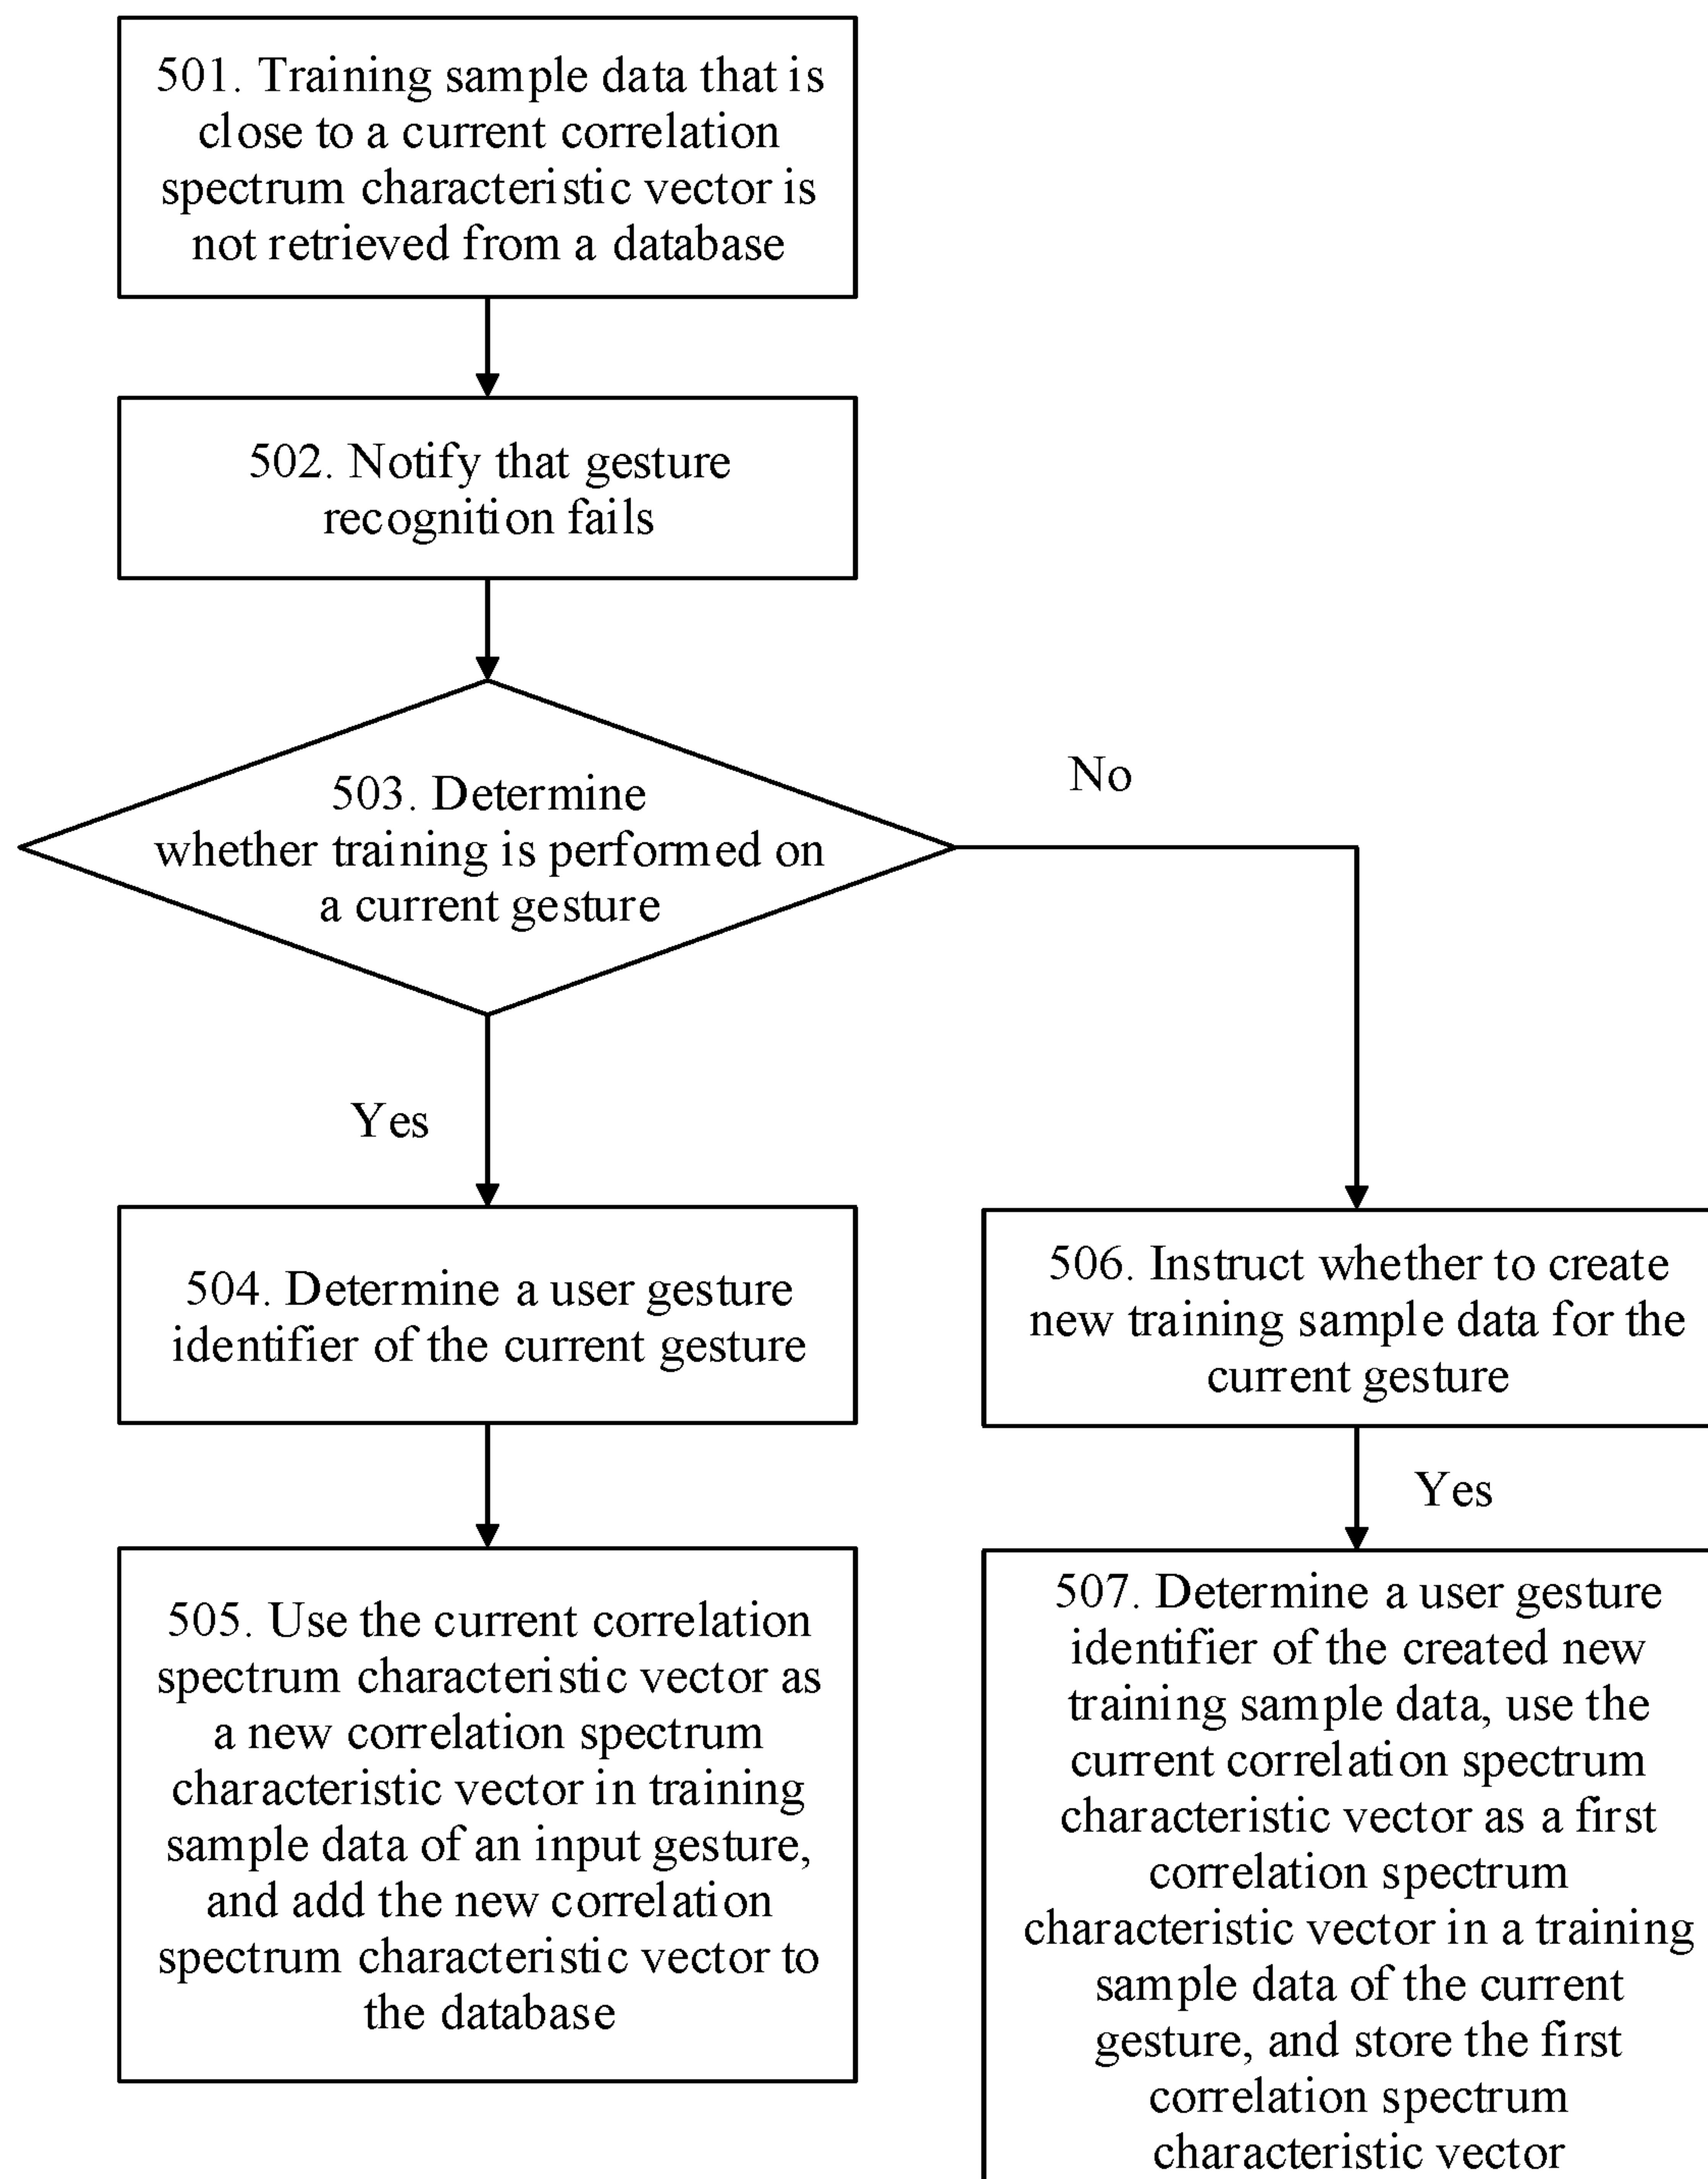 501. Training sample data that is
close to a current correlation
spectrum characteristic vector is
not retrieved from a database
502. Notify that gesture
recognition fails
503. Determine
whether training is performed on
a current gesture
No
Yes
504. Determine a user gesture
identifier of the current gesture
506. Instruct whether to create
new training sample data for the
current gesture
Yes
505. Use the current correlation
spectrum characteristic vector as
a new correlation spectrum
characteristic vector in training
sample data of an input gesture,
and add the new correlation
spectrum characteristic vector to
the database
507. Determine a user gesture
identifier of the created new
training sample data, use the
current correlation spectrum
characteristic vector as a first
correlation spectrum
characteristic vector in a training
sample data of the current
gesture, and store the first
correlation spectrum
characteristic vector